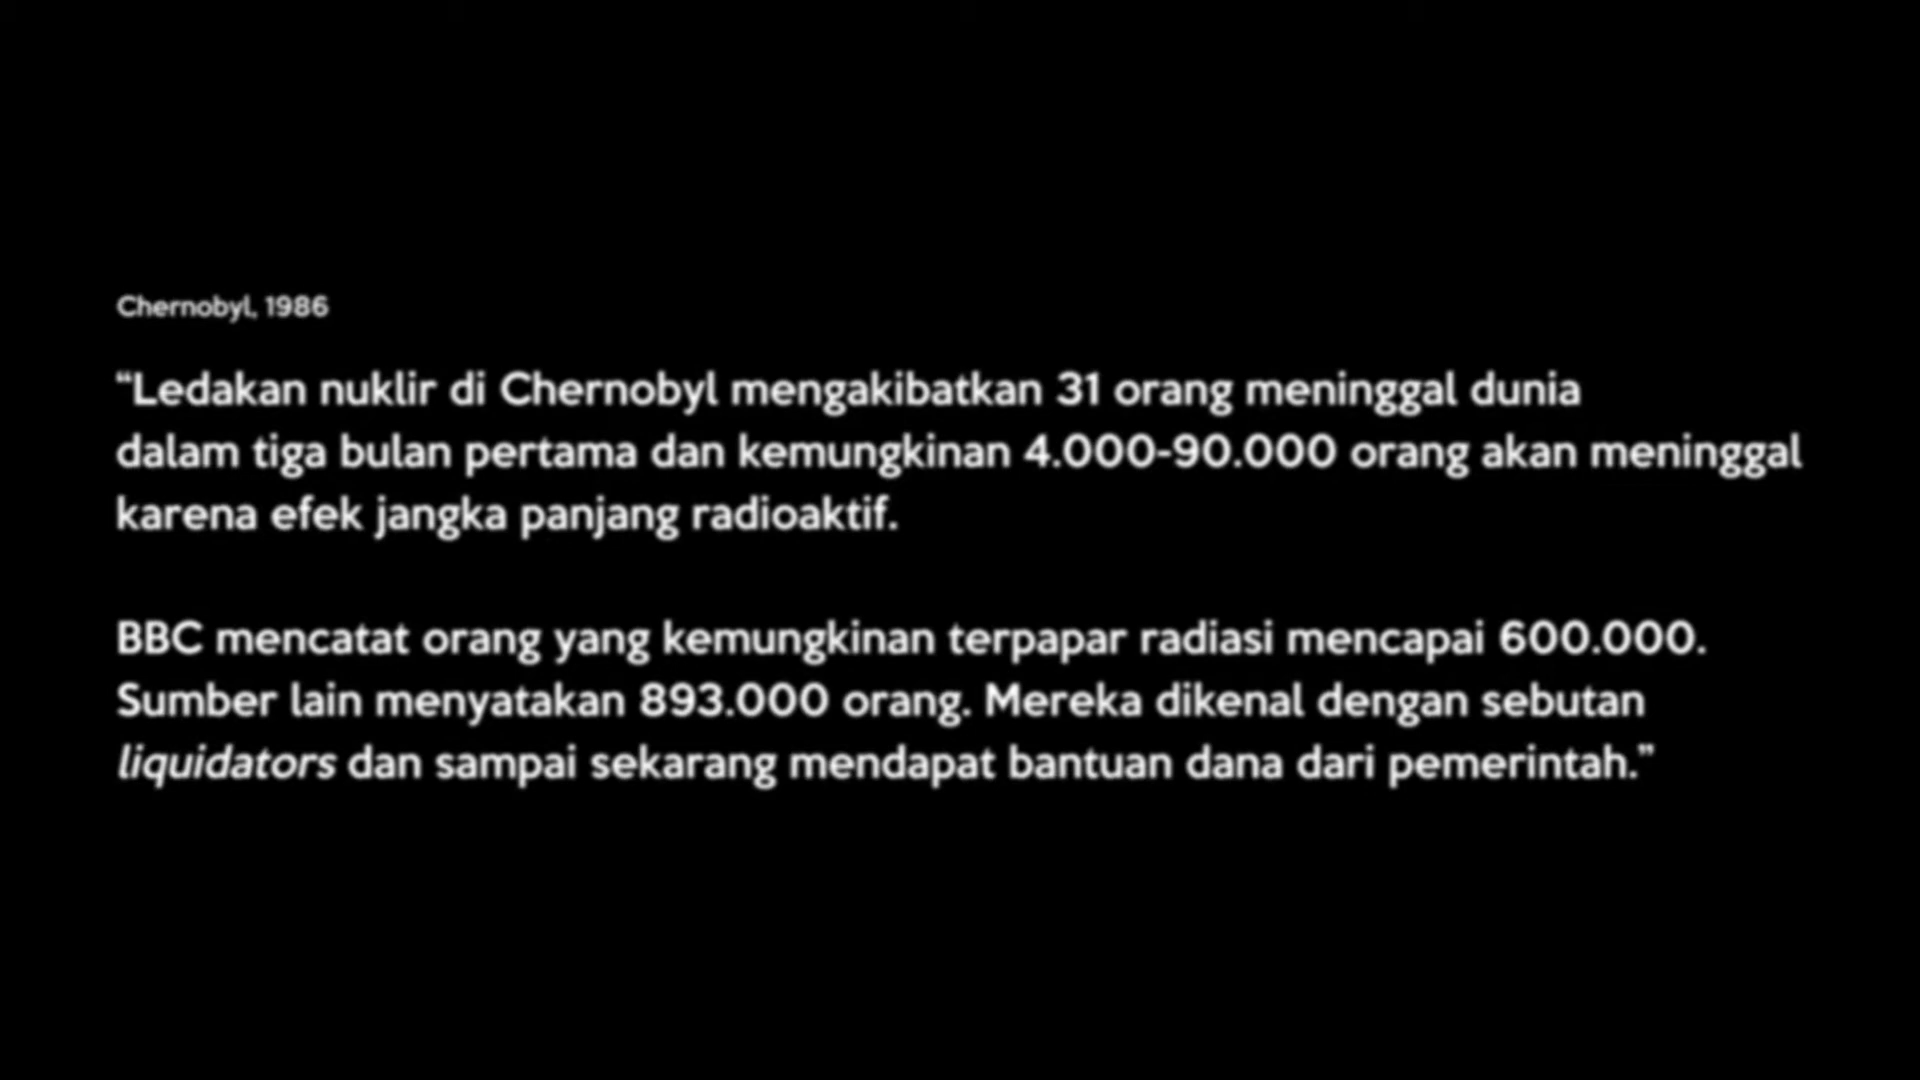 Chernobyl, 1986
“Ledakan nuklir di Chernobyl mengakibatkan 31 orang meninggal dunia
dalam tiga bulan pertama dan kemungkinan 4.000-90.000 orang akan meninggal
karena efek jangka panjang radioaktif.
BBC mencatat orang yang kemungkinan terpapar radiasi mencapai 600.000.
Sumber lain menyatakan 893.000 orang. Mereka dikenal dengan sebutan
liquidators dan sampai sekarang mendapat bantuan dana dari pemerintah.”